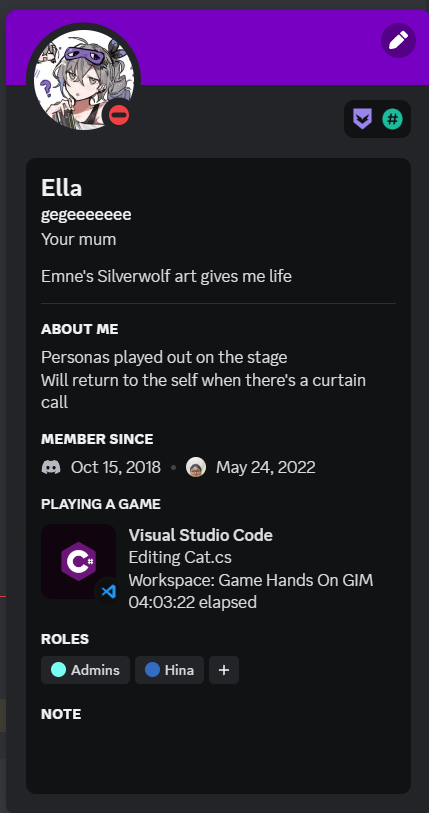 ?
#
Ella
gegeeeeeee
Your mum
Emne's Silverwolf art gives me life
ABOUT ME
Personas played out on the stage
Will return to the self when there's a curtain
call
MEMBER SINCE
Oct 15, 2018 • May 24, 2022
PLAYING A GAME
C#
Visual Studio Code
Editing Cat.cs
Workspace: Game Hands On GIM
04:03:22 elapsed
ROLES
Admins Hina +
NOTE